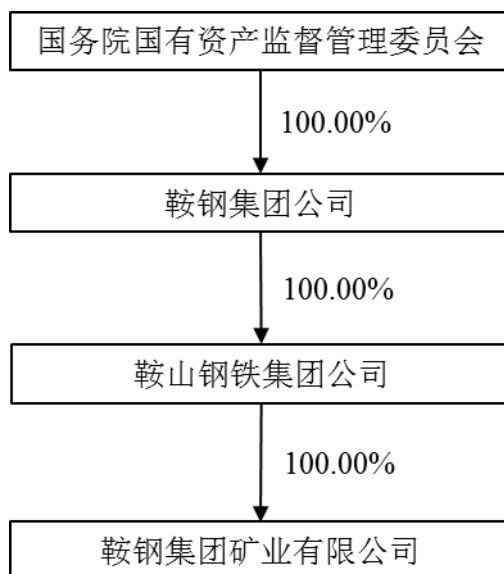 国务院国有资产监督管理委员会
100.00%
鞍钢集团公司
100.00%
鞍山钢铁集团公司
100.00%
鞍钢集团矿业有限公司